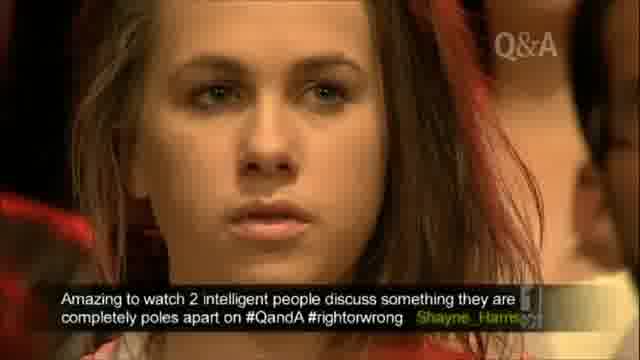 Q&A
Amazing to watch 2 intelligent people discuss something they are
completely poles apart on #QandA #rightorwrong Shayne_Harris